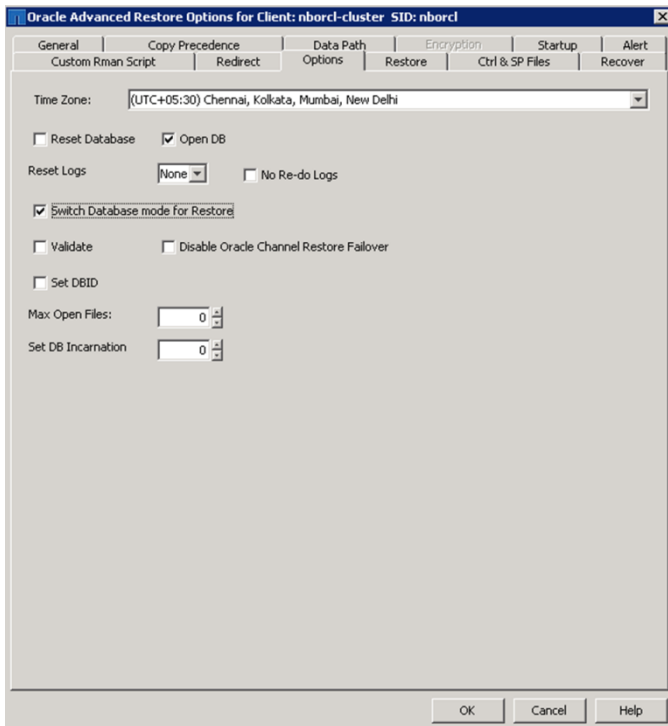 Oracle Advanced Restore Options for Client: nborcl-cluster SID: nborcl
General Copy Precedence Data Path Encryption Startup Alert
Custom Rman Script Redirect Options Restore Ctrl & SP Files Recover
Time Zone: (UTC+05:30) Chennai, Kolkata, Mumbai, New Delhi
Reset Database Open DB
Reset Logs None No Re-do Logs
Switch Database mode for Restore
Validate Disable Oracle Channel Restore Failover
Set DBID
Max Open Files: 0
Set DB Incarnation 0
OK Cancel Help